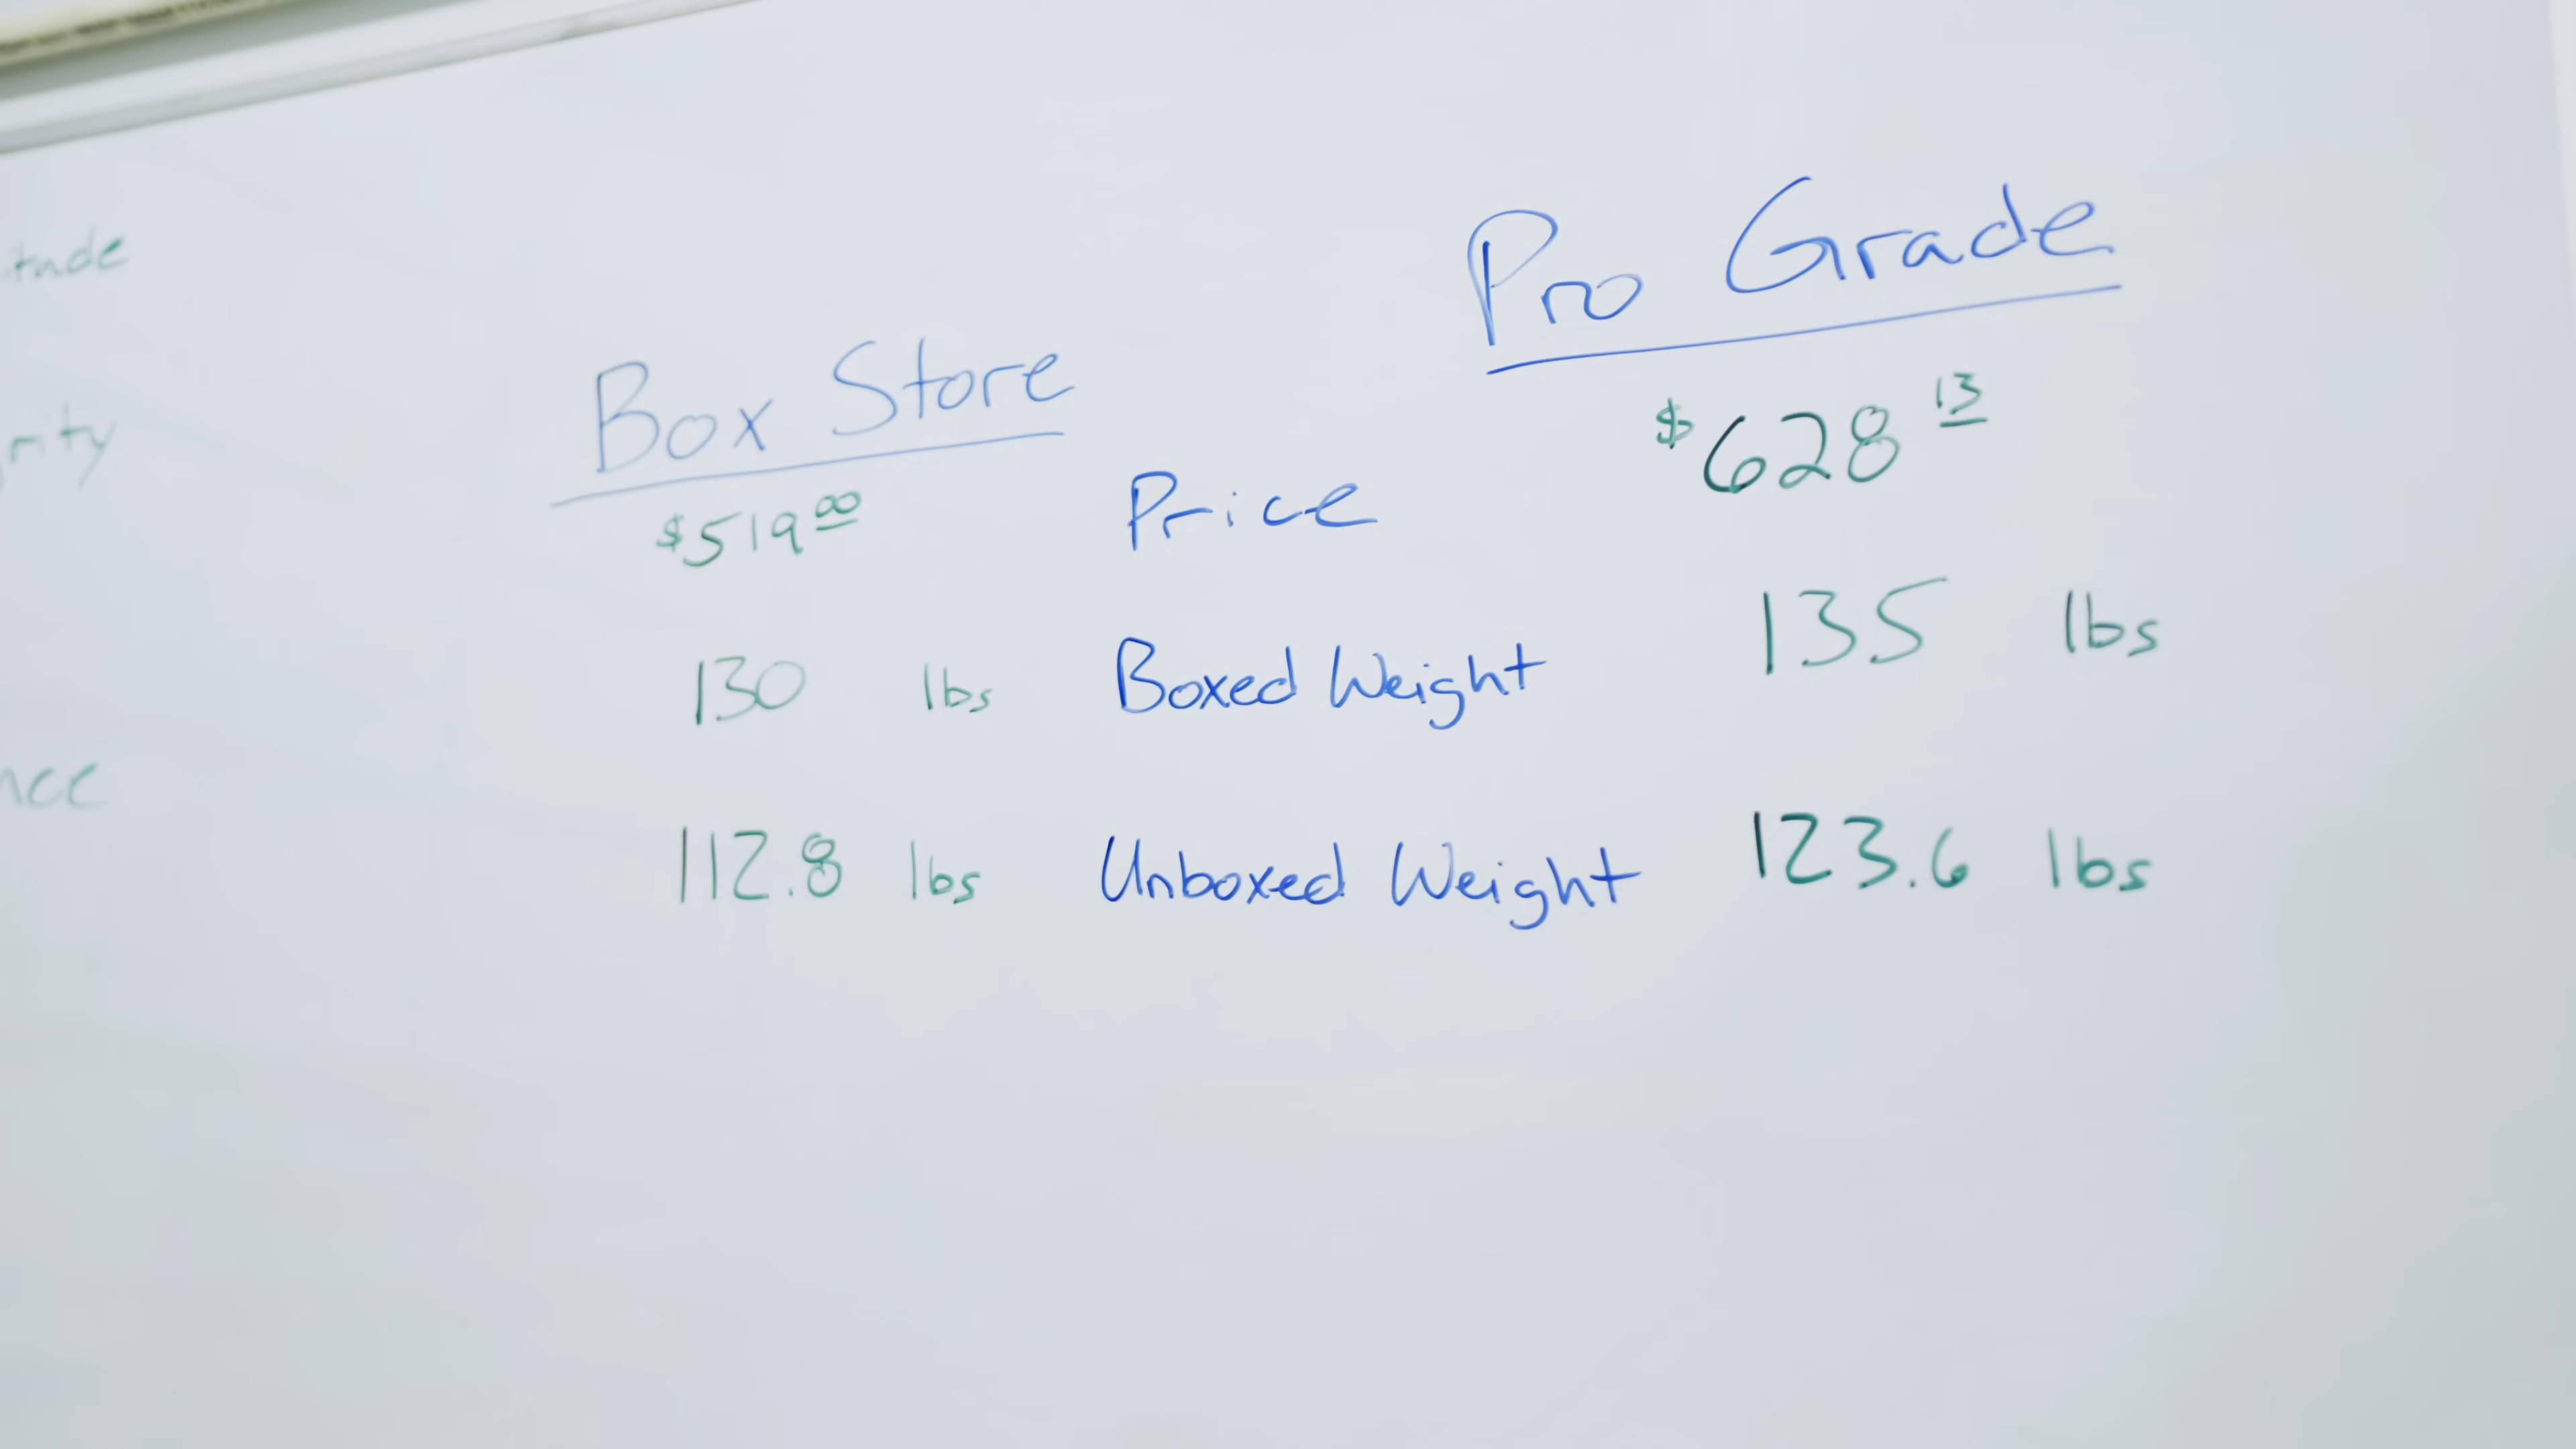 Box Store Pro Grade
$519 00 Price $628 13
130 lbs Boxed Weight 135 lbs
112.8 lbs Unboxed Weight 123.6 lbs